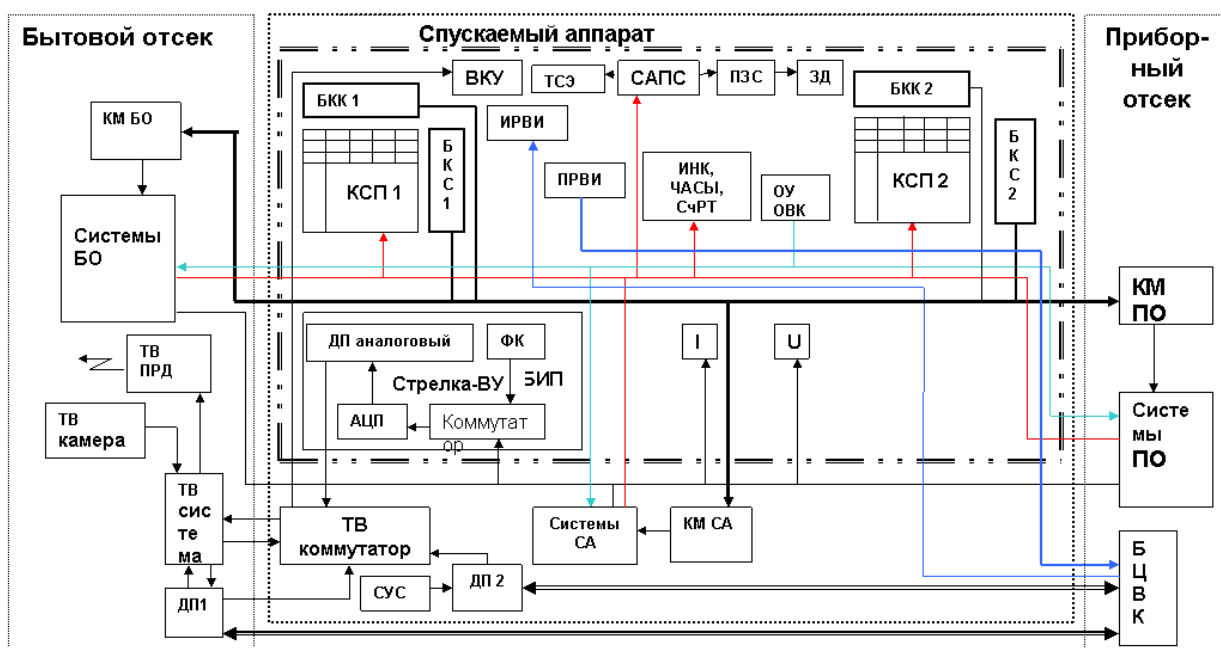 Бытовой отсек
Спускаемый аппарат
Прибор-
ный
отсек
ВКУ
ТСЭ
САПС
ПЗС
ЗД
БКК 1
БКК 2
КМ БО
ИРВИ
Б
К
С
1
КСП 1
ПРВИ
ИНК,
ЧАСЫ,
СчРТ
ОУ
ОВК
КСП 2
Б
К
С
2
Системы
БО
КМ
ПО
ДП аналоговый
ФК
I
U
ТВ
ПРД
Стрелка-ВУ
БИП
АЦП
Коммутат
ор
ТВ
камера
Систе
мы
ПО
ТВ
сис
те
ма
ТВ
коммутатор
Системы
СА
КМ СА
СУС
ДП 2
ДП1
Б
Ц
В
К